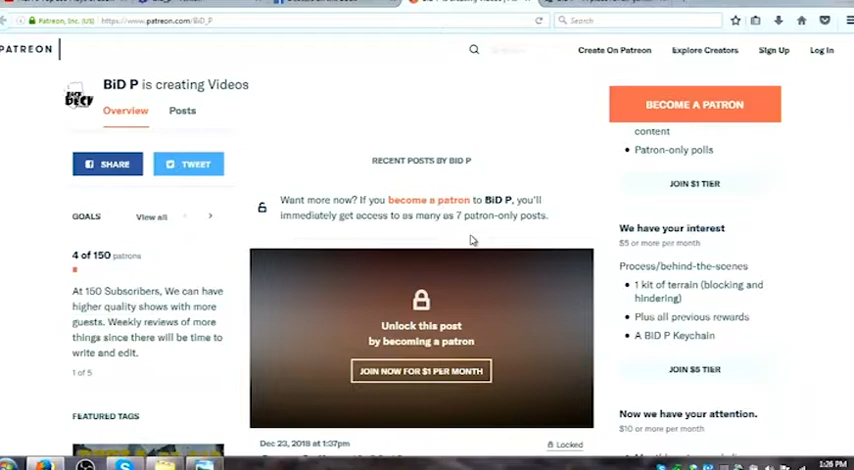 Patreon, Inc. (US)
https://www.patreon.com/BiD_P
Search
PATREON
Create On Patreon
Explore Creators
Sign Up
Log In
BACK
DECK
BiD P is creating Videos
Overview
Posts
BECOME A PATRON
content
Patron-only polls
SHARE
TWEET
RECENT POSTS BY BID P
JOIN $1 TIER
Want more now? If you become a patron to BiD P, you'll
immediately get access to as many as 7 patron-only posts.
GOALS
View all
We have your interest
$5 or more per month
4 of 150 patrons
Process/behind-the-scenes
1 kit of terrain (blocking and
hindering)
Plus all previous rewards
A BID P Keychain
At 150 Subscribers, We can have
higher quality shows with more
guests. Weekly reviews of more
things since there will be time to
write and edit.
1 of 5
Unlock this post
by becoming a patron
JOIN NOW FOR $1 PER MONTH
JOIN $5 TIER
FEATURED TAGS
Now we have your attention.
$10 or more per month
Dec 23, 2018 at 1:37pm
Locked
1:26 PM